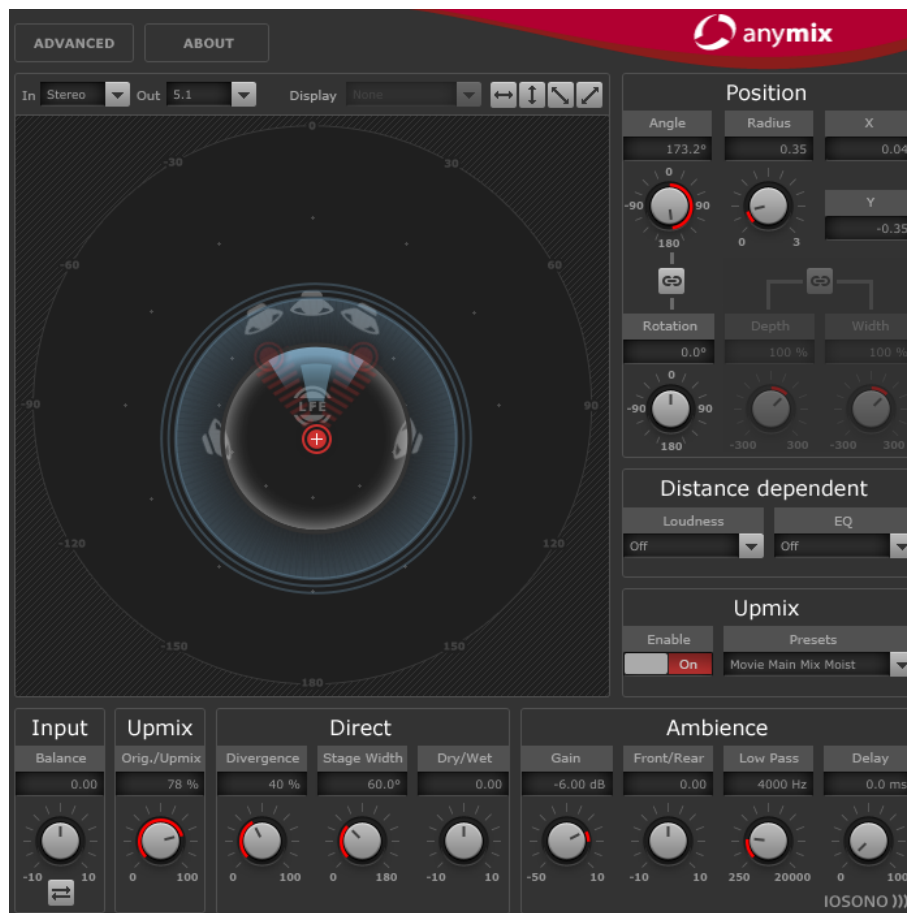 ADVANCED ABOUT anymix
In Stereo Out 5.1 Display None
Position
Angle Radius X
173.2° 0.35 0.04
0
-90 90
180 0 3
Y
-0.35
Rotation Depth Width
0.0° 100 % 100 %
0
-90 90
180 -300 300 -300 300
0
-30 30
-60 60
-90 90
-120 120
-150 150
180
LFE
Distance dependent
Loudness EQ
Off Off
Upmix
Enable Presets
On Movie Main Mix Moist
Input Upmix Direct Ambience
Balance Orig./Upmix Divergence Stage Width Dry/Wet Gain Front/Rear Low Pass Delay
0.00 78 % 40 % 60.0° 0.00 -6.00 dB 0.00 4000 Hz 0.0 ms
-10 10 0 100 0 100 0 180 -10 10 -50 10 -10 10 250 20000 0 100
IOSONO )))